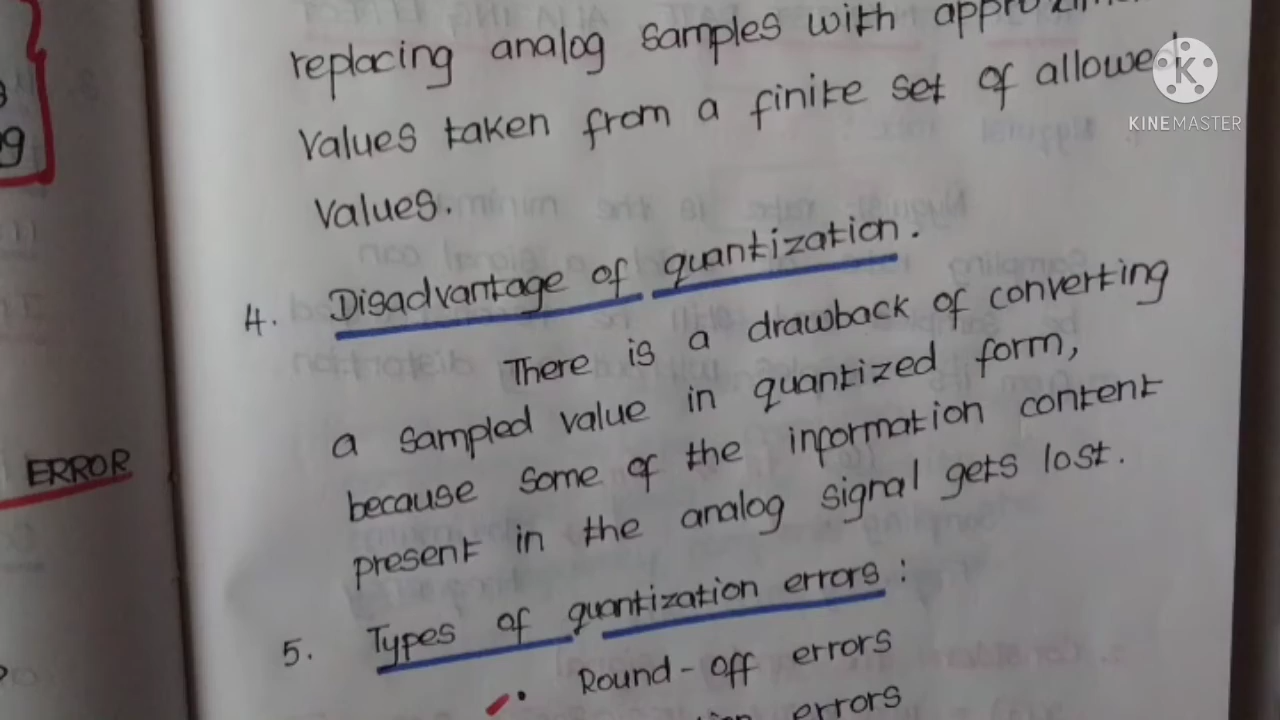 replacing analog samples with
values taken from a finite set of allowed
values.
4. Disadvantage of quantization.
There is a drawback of converting
a sampled value in quantized form,
because some of the information content
present in the analog signal gets lost.
5. Types of quantization errors :
• Round-off errors
errors
ERROR
K
KINEMASTER